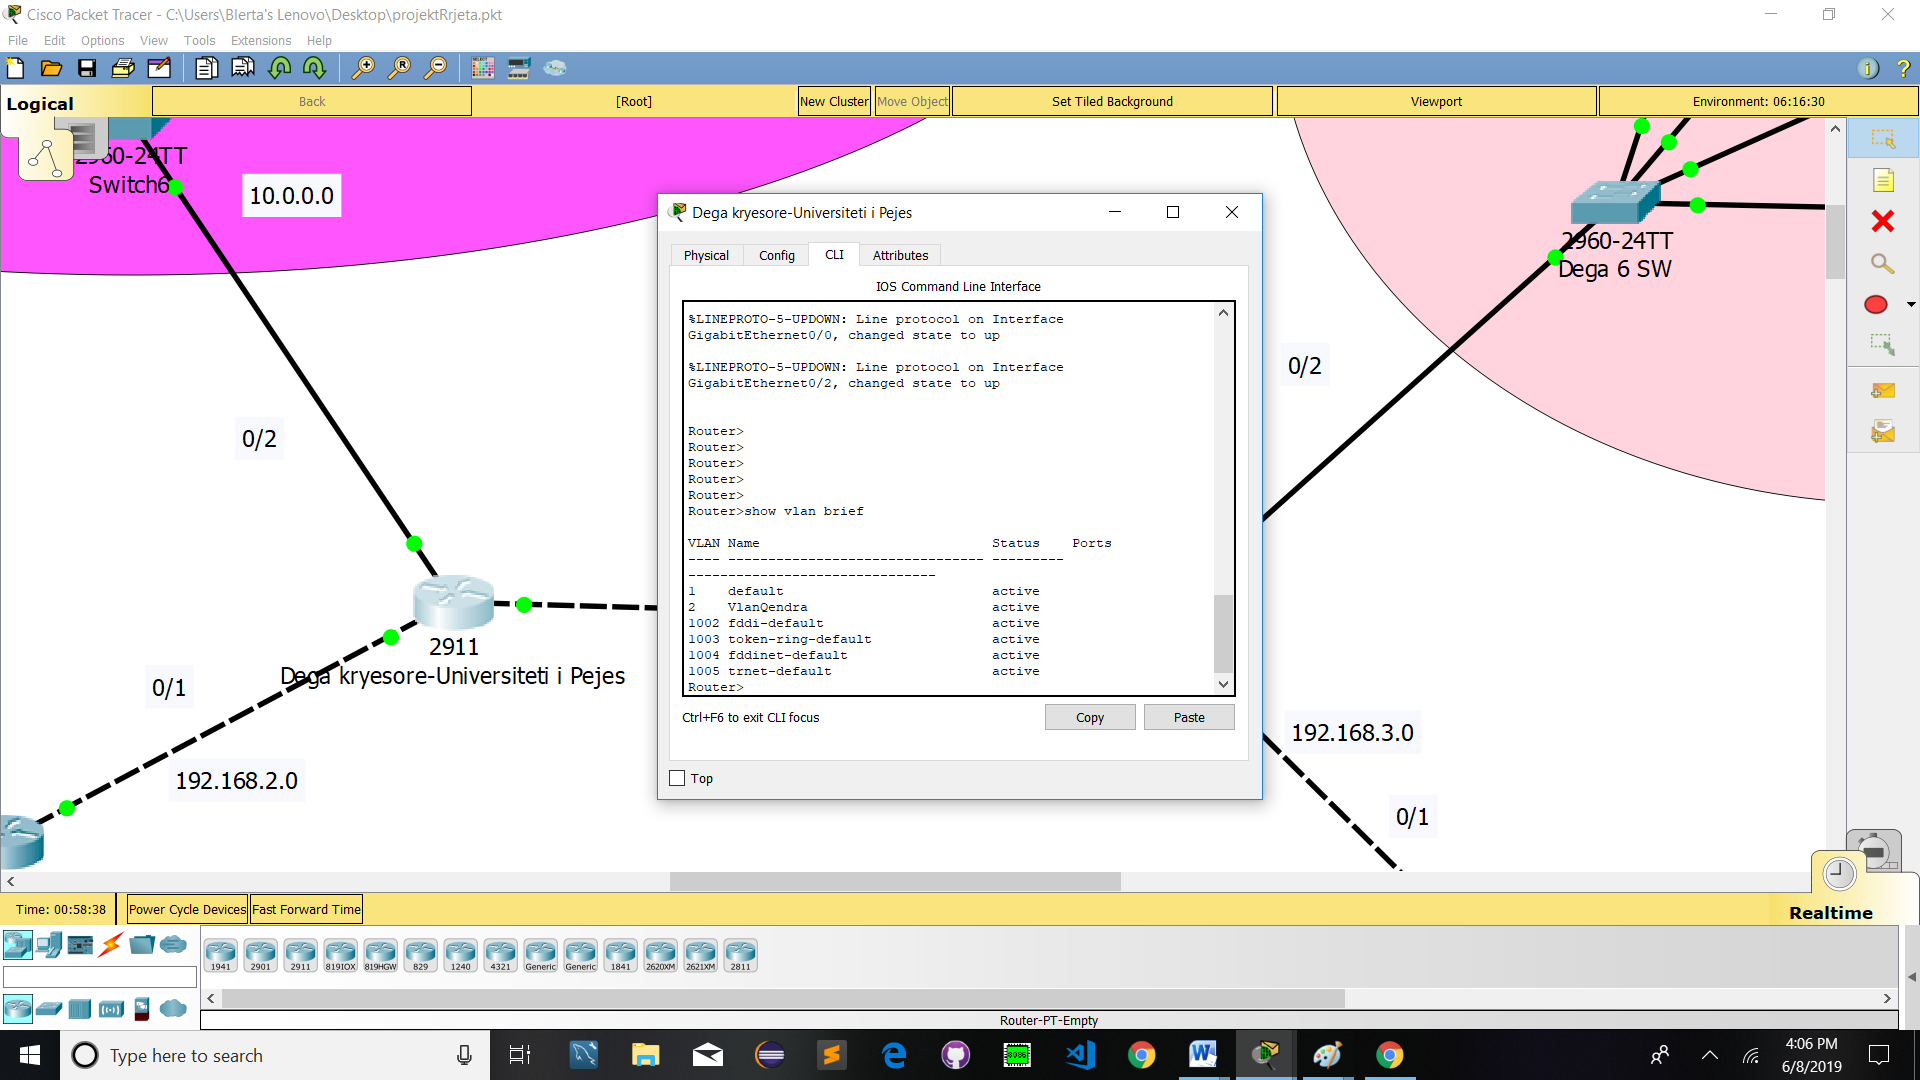 Cisco Packet Tracer - C:\Users\Blerta's Lenovo\Desktop\projektRrjeta.pkt
File Edit Options View Tools Extensions Help
Logical
Back
[Root]
New Cluster
Move Object
Set Tiled Background
Viewport
Environment: 06:16:30
2960-24TT
Switch6
10.0.0.0
0/2
2911
Dega kryesore-Universiteti i Pejes
0/1
192.168.2.0
2960-24TT
Dega 6 SW
0/2
192.168.3.0
0/1
Dega kryesore-Universiteti i Pejes
Physical Config CLI Attributes
IOS Command Line Interface
%LINEPROTO-5-UPDOWN: Line protocol on Interface
GigabitEthernet0/0, changed state to up
%LINEPROTO-5-UPDOWN: Line protocol on Interface
GigabitEthernet0/2, changed state to up
Router>
Router>
Router>
Router>
Router>
Router>show vlan brief
VLAN Name Status Ports
---- -------------------------------- ---------
-------------------------------
1 default active
2 VlanQendra active
1002 fddi-default active
1003 token-ring-default active
1004 fddinet-default active
1005 trnet-default active
Router>
Ctrl+F6 to exit CLI focus
Copy
Paste
Top
Time: 00:58:38
Power Cycle Devices
Fast Forward Time
Realtime
1941 2901 2911 819IOX 819HGW 829 1240 4321 Generic Generic 1841 2620XM 2621XM 2811
Router-PT-Empty
Type here to search
4:06 PM
6/8/2019